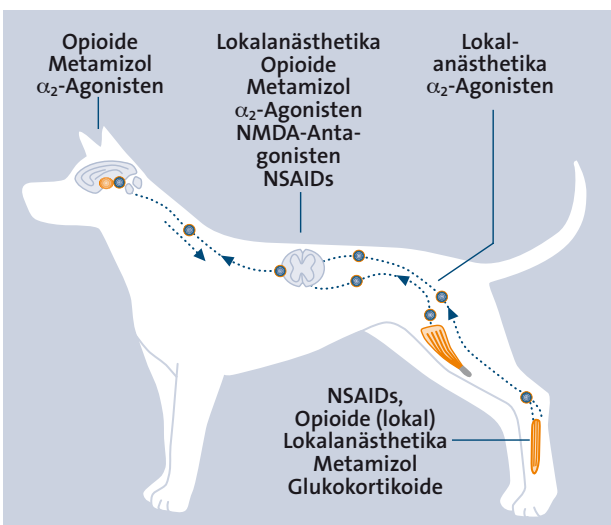 Opioide
Metamizol
α₂-Agonisten
Lokalanästhetika
Opioide
Metamizol
α₂-Agonisten
NMDA-Anta-
gonisten
NSAIDs
Lokal-
anästhetika
α₂-Agonisten
NSAIDs,
Opioide (lokal)
Lokalanästhetika
Metamizol
Glukokortikoide